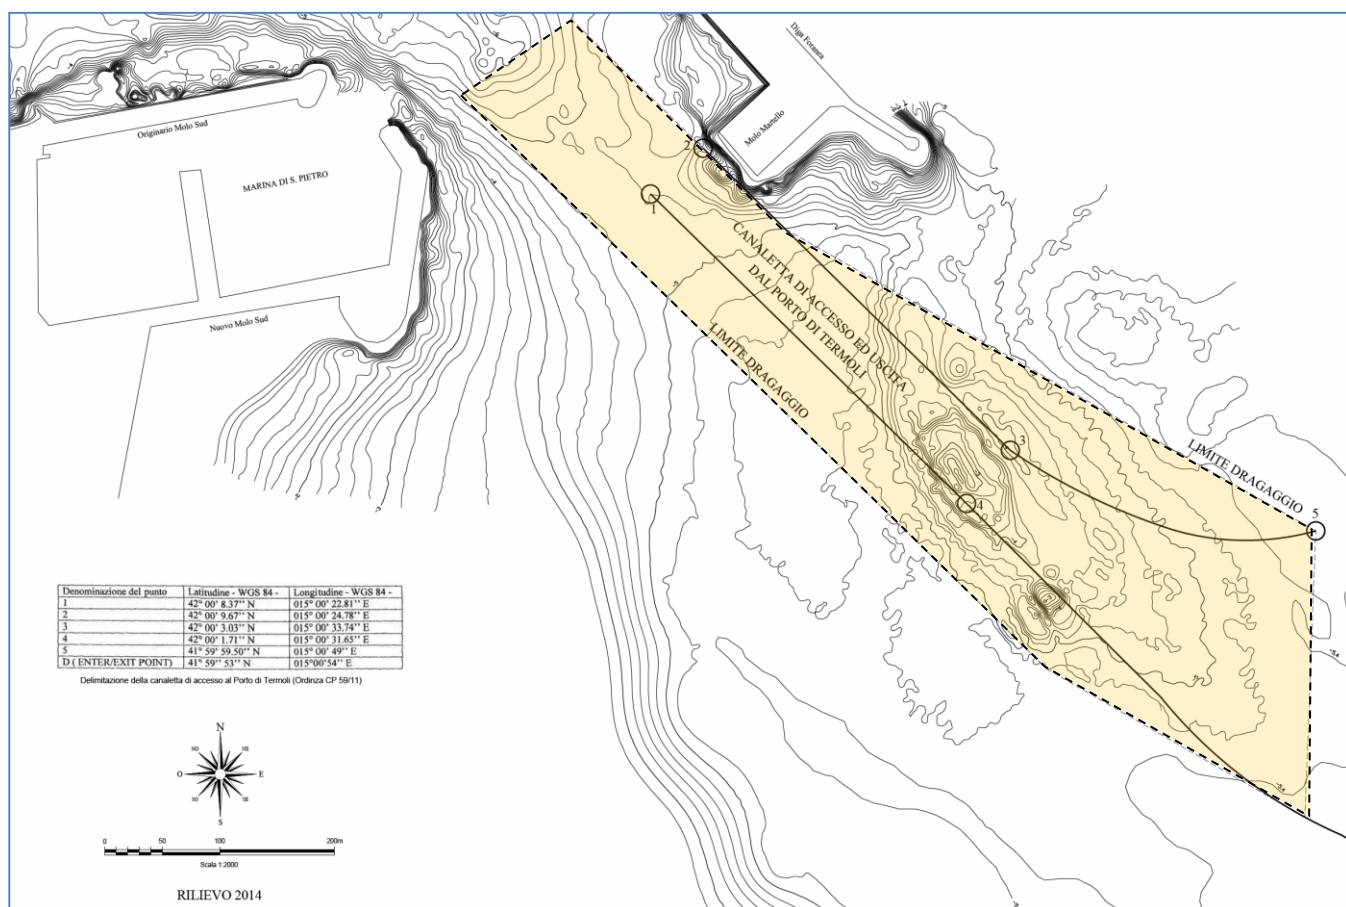 Diga Foranea
Originario Molo Sud
Molo Martello
MARINA DI S. PIETRO
2
1
Nuovo Molo Sud
CANALETTA DI ACCESSO ED USCITA
DAL PORTO DI TERMOLI
LIMITE DRAGAGGIO
3
4
LIMITE DRAGAGGIO
5
Denominazione del punto Latitudine - WGS 84 - Longitudine - WGS 84 -
1 42° 00' 8.37'' N 015° 00' 22.81'' E
2 42° 00' 9.67'' N 015° 00' 24.78'' E
3 42° 00' 3.03'' N 015° 00' 33.74'' E
4 42° 00' 1.71'' N 015° 00' 31.65'' E
5 41° 59' 59.50'' N 015° 00' 49'' E
D ( ENTER/EXIT POINT) 41° 59'' 53'' N 015°00'54'' E
Delimitazione della canaletta di accesso al Porto di Termoli (Ordinza CP 59/11)
N
NO NE
O E
SO SE
S
0 50 100 200m
Scala 1:2000
RILIEVO 2014